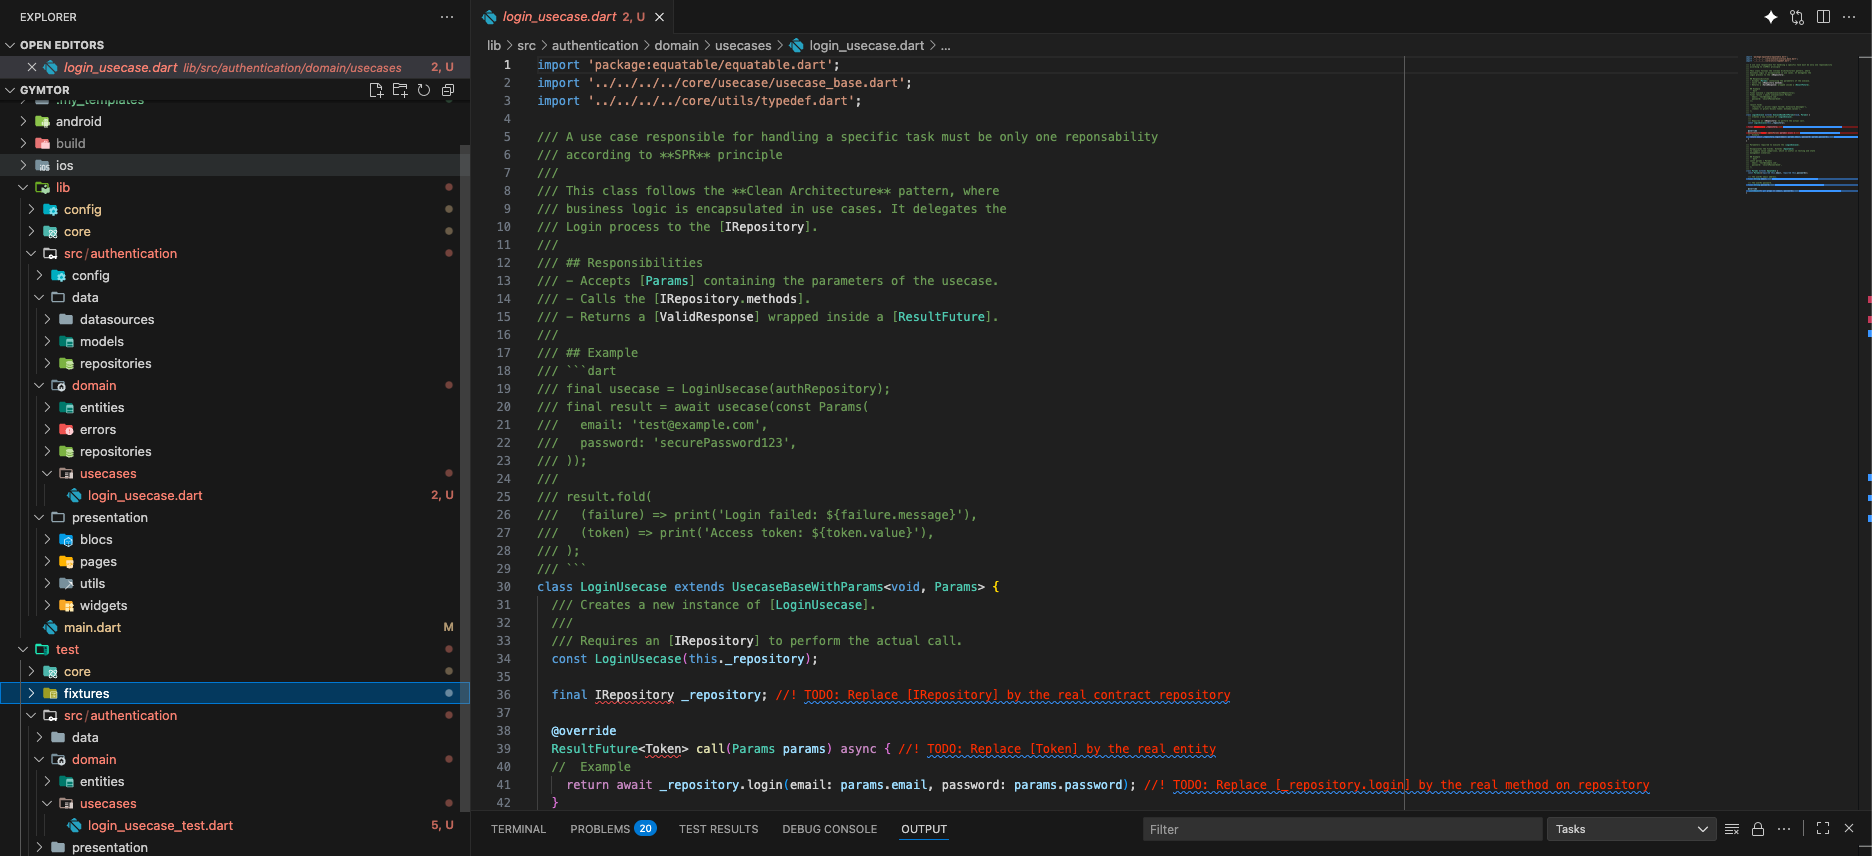 EXPLORER
OPEN EDITORS
login_usecase.dart lib/src/authentication/domain/usecases 2, U
GYMTOR
.my_templates
android
build
ios
lib
config
core
src/authentication
config
data
datasources
models
repositories
domain
entities
errors
repositories
usecases
login_usecase.dart 2, U
presentation
blocs
pages
utils
widgets
main.dart M
test
core
fixtures
src/authentication
data
domain
entities
usecases
login_usecase_test.dart 5, U
presentation
login_usecase.dart 2, U
lib > src > authentication > domain > usecases > login_usecase.dart > ...
1 import 'package:equatable/equatable.dart';
2 import '../../../../core/usecase/usecase_base.dart';
3 import '../../../../core/utils/typedef.dart';
4
5 /// A use case responsible for handling a specific task must be only one reponsability
6 /// according to **SPR** principle
7 ///
8 /// This class follows the **Clean Architecture** pattern, where
9 /// business logic is encapsulated in use cases. It delegates the
10 /// Login process to the [IRepository].
11 ///
12 /// ## Responsibilities
13 /// - Accepts [Params] containing the parameters of the usecase.
14 /// - Calls the [IRepository.methods].
15 /// - Returns a [ValidResponse] wrapped inside a [ResultFuture].
16 ///
17 /// ## Example
18 /// ```dart
19 /// final usecase = LoginUsecase(authRepository);
20 /// final result = await usecase(const Params(
21 ///   email: 'test@example.com',
22 ///   password: 'securePassword123',
23 /// ));
24 ///
25 /// result.fold(
26 ///   (failure) => print('Login failed: ${failure.message}'),
27 ///   (token) => print('Access token: ${token.value}'),
28 /// );
29 /// ```
30 class LoginUsecase extends UsecaseBaseWithParams<void, Params> {
31   /// Creates a new instance of [LoginUsecase].
32   ///
33   /// Requires an [IRepository] to perform the actual call.
34   const LoginUsecase(this._repository);
35
36   final IRepository _repository; //! TODO: Replace [IRepository] by the real contract repository
37
38   @override
39   ResultFuture<Token> call(Params params) async { //! TODO: Replace [Token] by the real entity
40   //  Example
41     return await _repository.login(email: params.email, password: params.password); //! TODO: Replace [_repository.login] by the real method on repository
42   }
TERMINAL PROBLEMS 20 TEST RESULTS DEBUG CONSOLE OUTPUT Filter Tasks